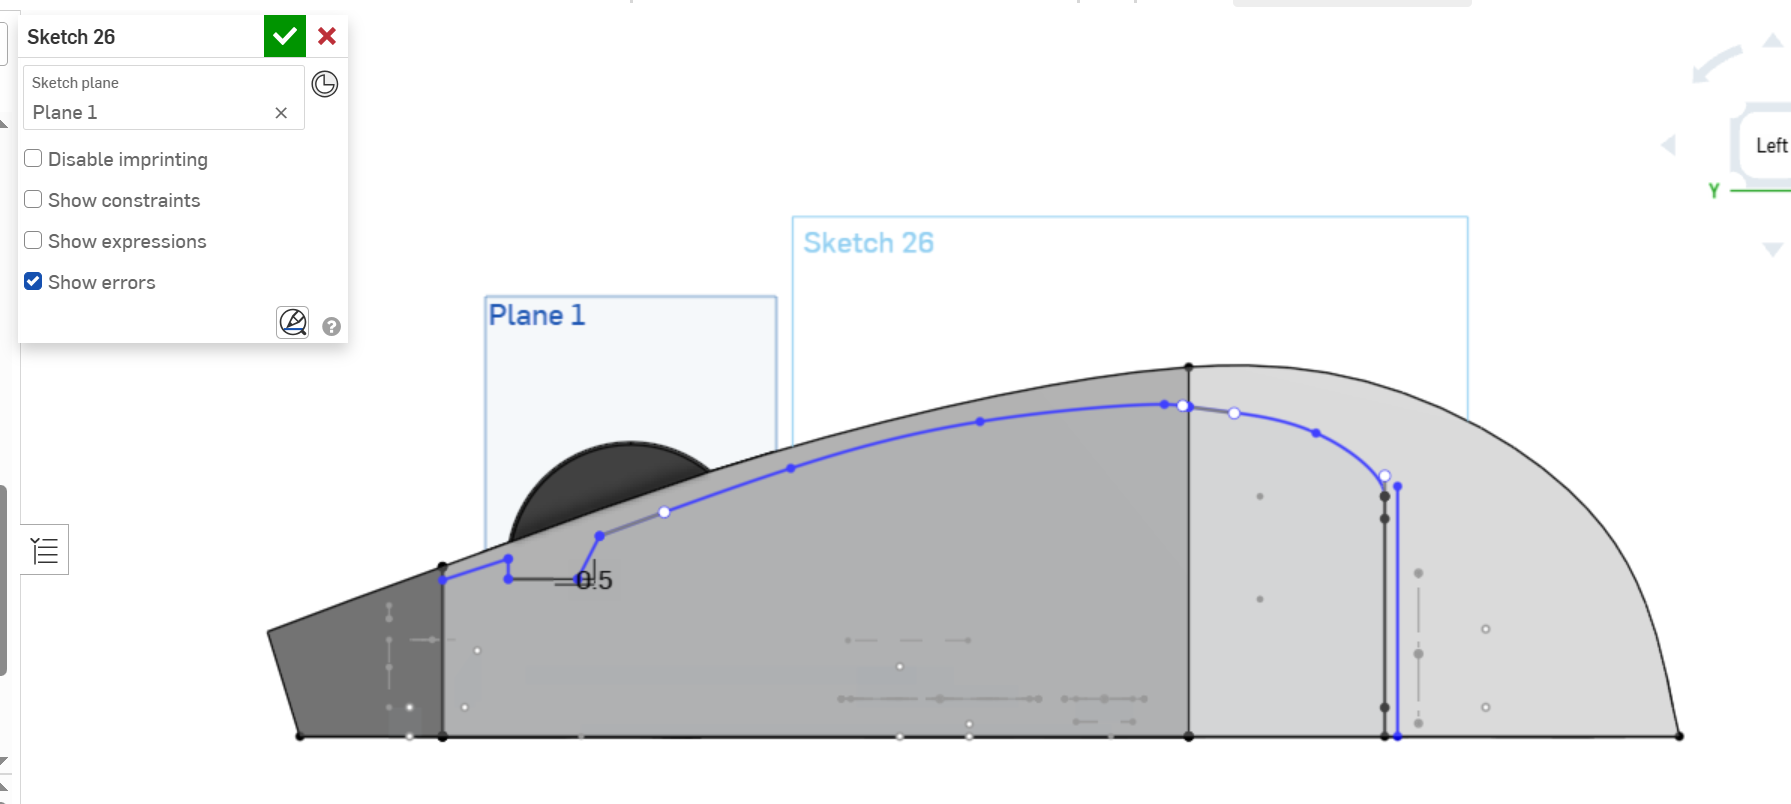 Sketch 26
Sketch plane
Plane 1
Disable imprinting
Show constraints
Show expressions
Show errors
?
Left
Y
Sketch 26
Plane 1
0.5